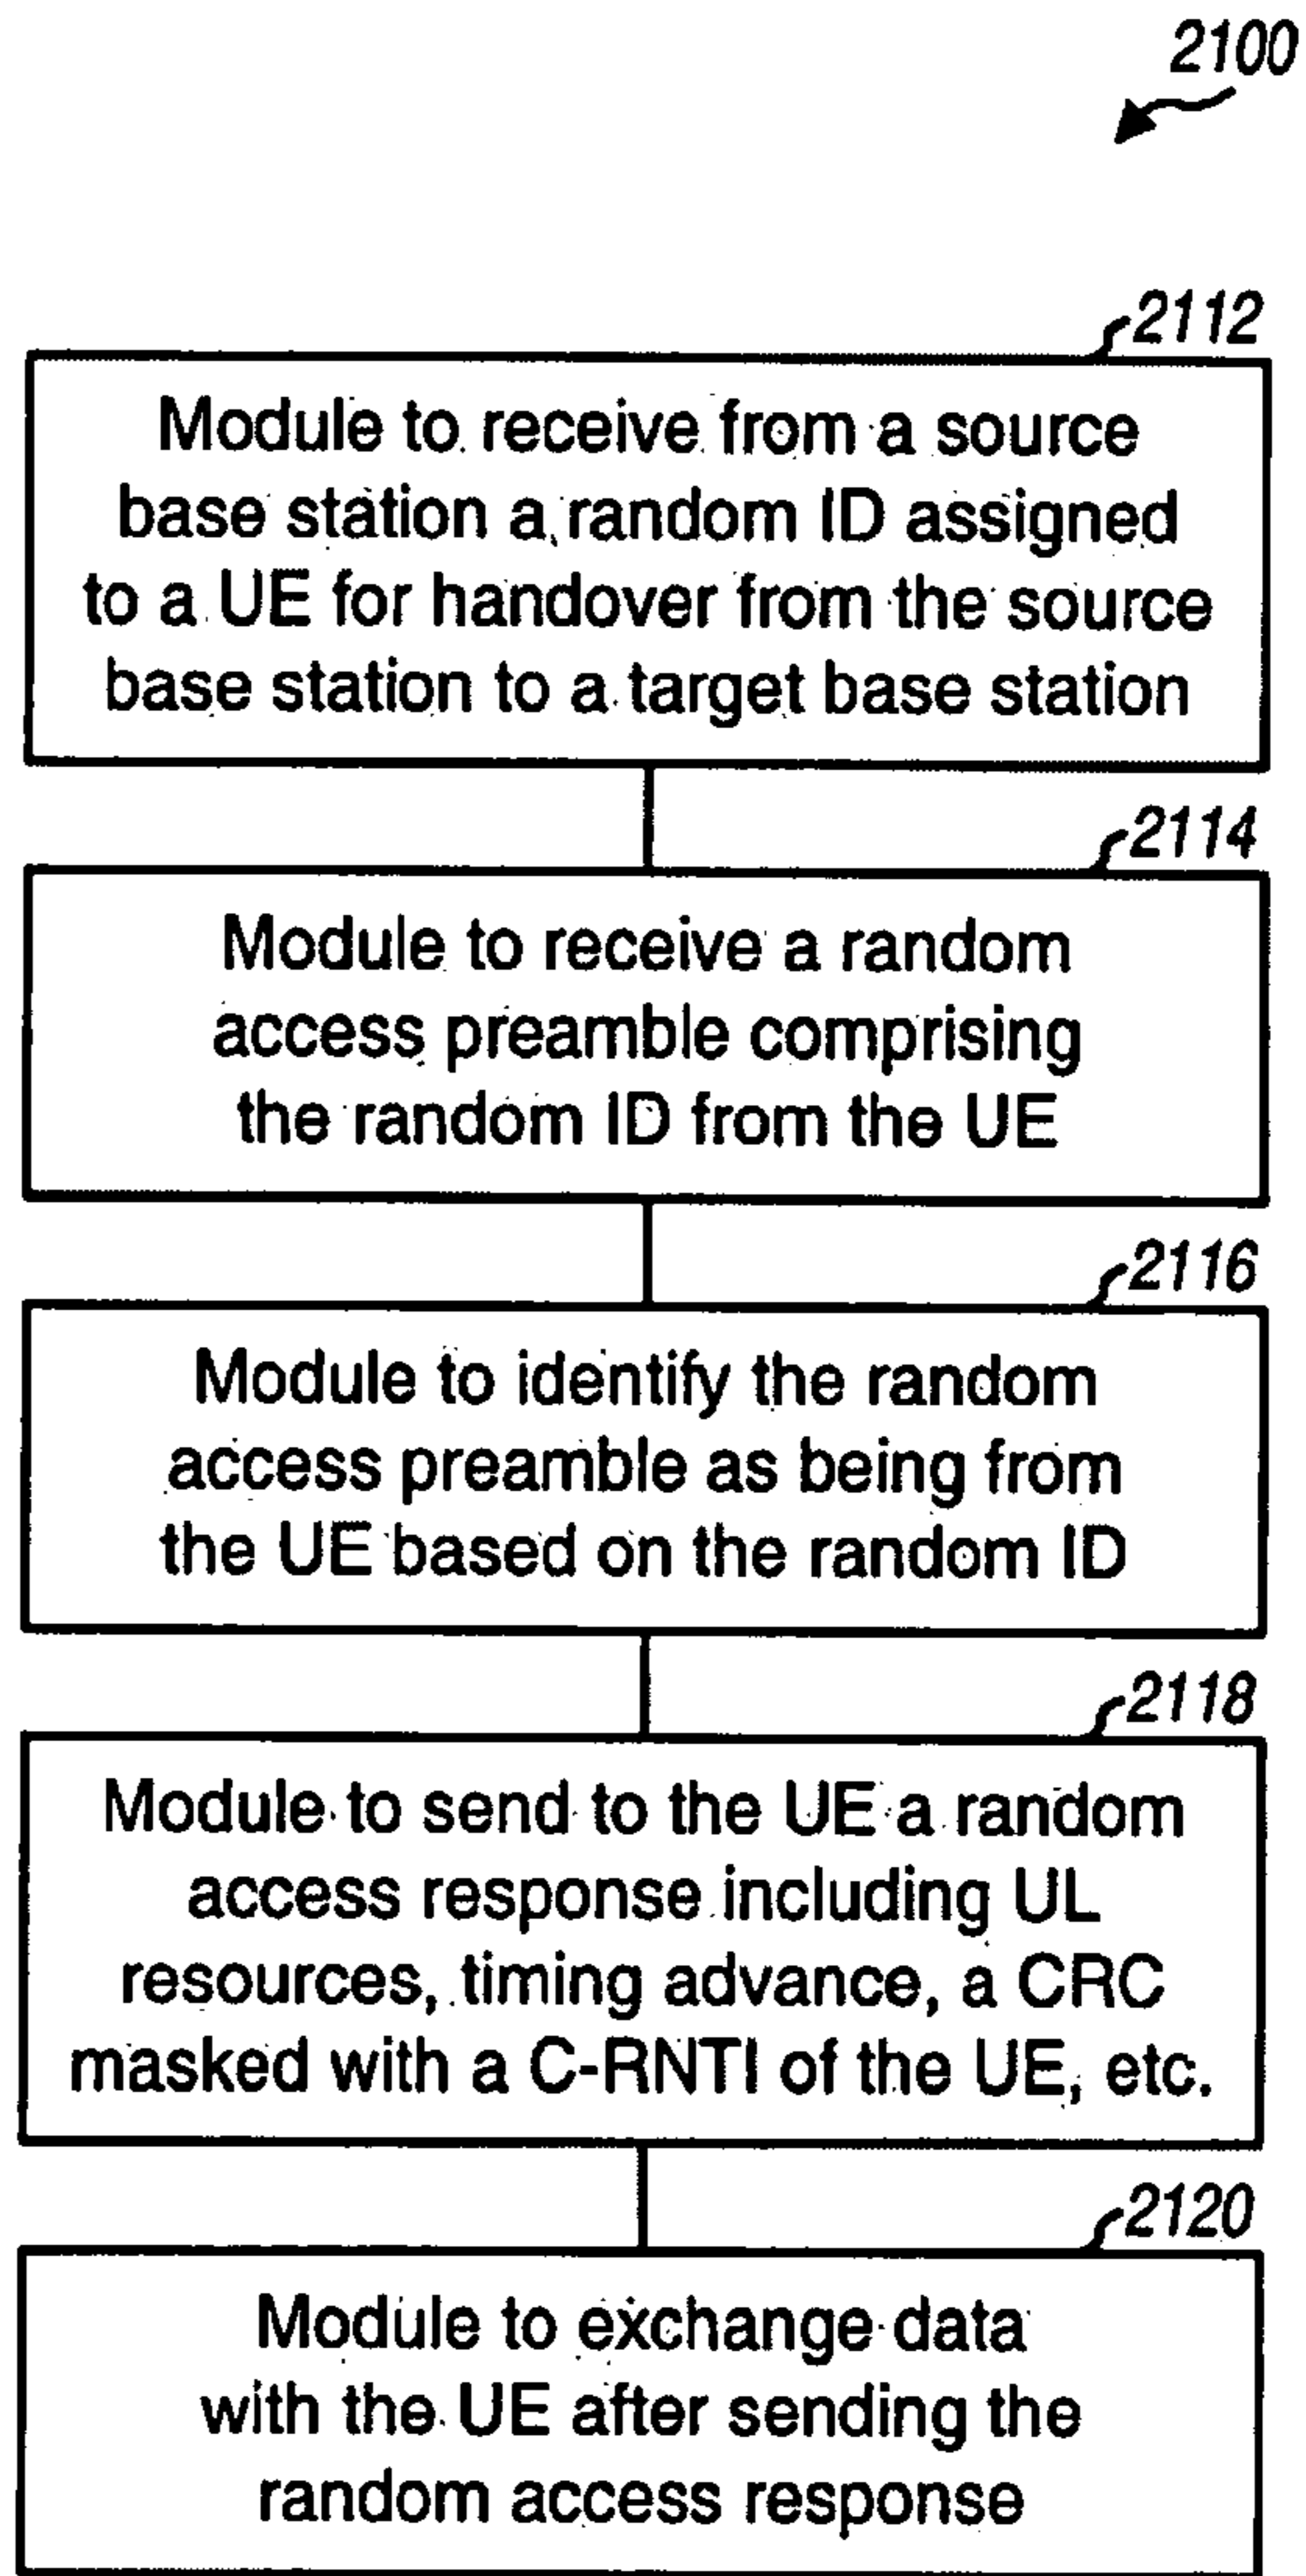 2100
2112
Module to receive from a source
base station a random ID assigned
to a UE for handover from the source
base station to a target base station
2114
Module to receive a random
access preamble comprising
the random ID from the UE
2116
Module to identify the random
access preamble as being from
the UE based on the random ID
2118
Module to send to the UE a random
access response including UL
resources, timing advance, a CRC
masked with a C-RNTI of the UE, etc.
2120
Module to exchange data
with the UE after sending the
random access response